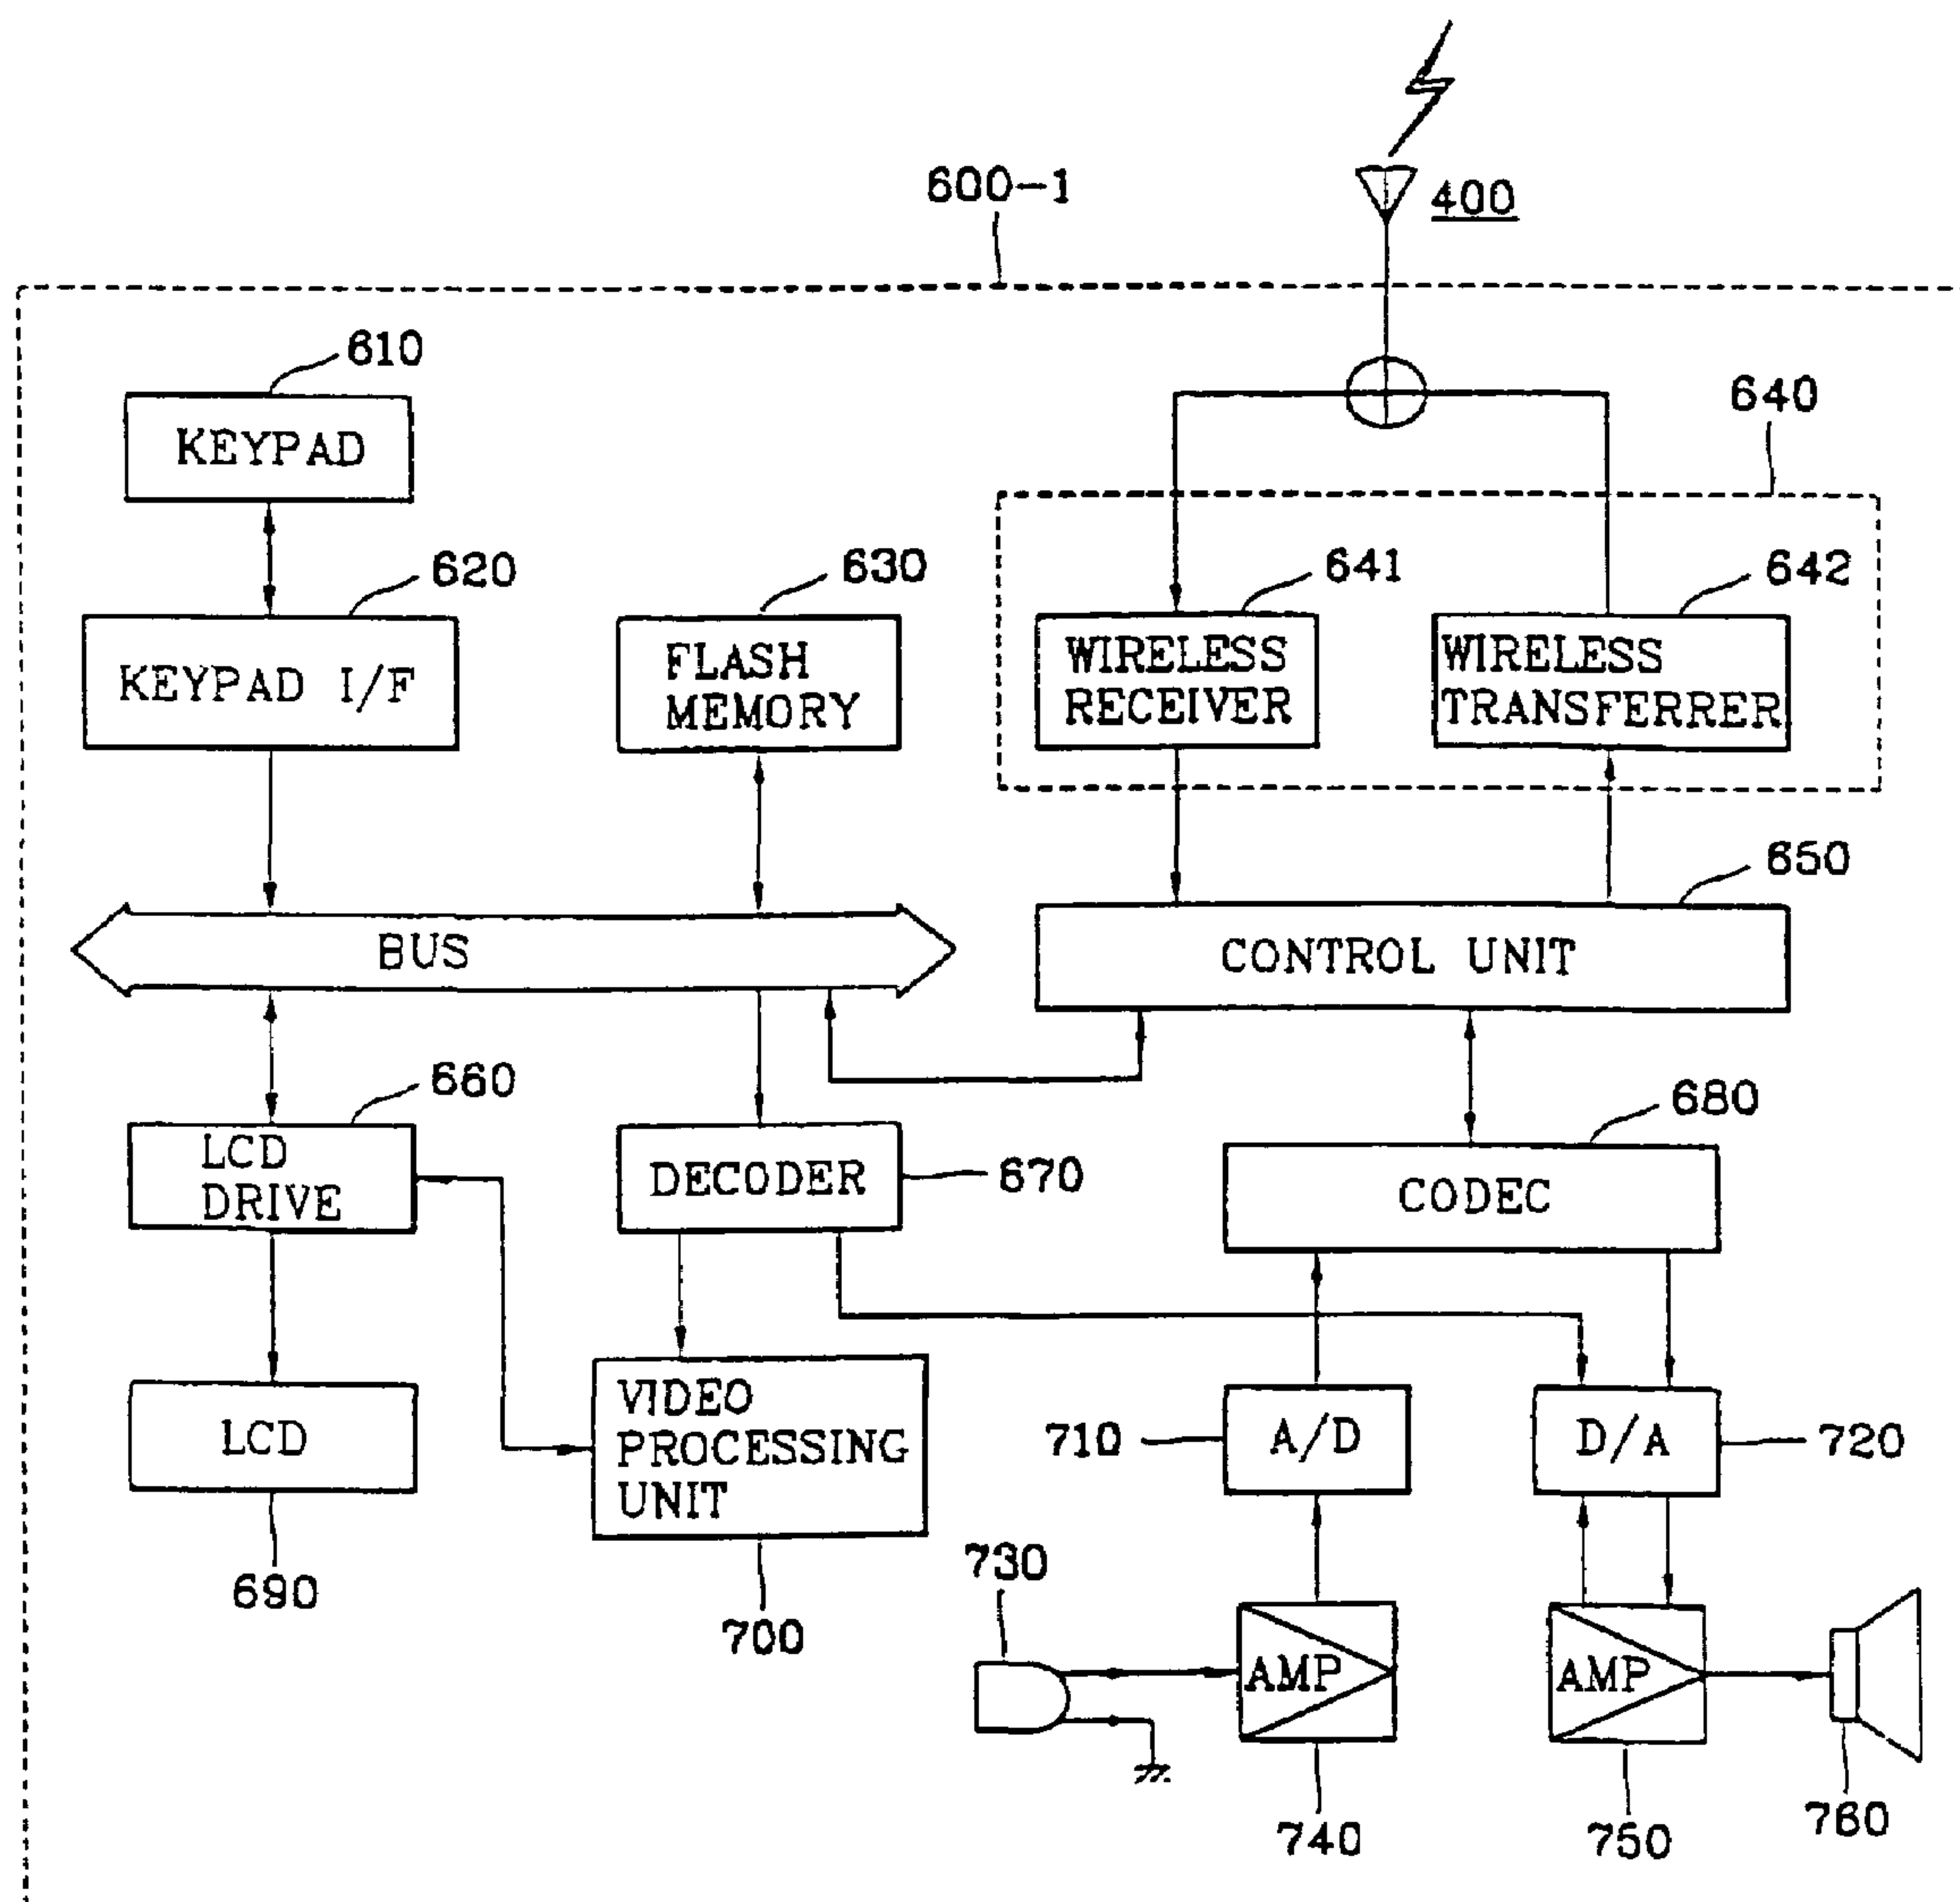 600-1
400
610
KEYPAD
640
620
KEYPAD I/F
630
FLASH
MEMORY
641
WIRELESS
RECEIVER
642
WIRELESS
TRANSFERRER
650
BUS
CONTROL UNIT
660
LCD
DRIVE
DECODER
670
680
CODEC
LCD
690
VIDEO
PROCESSING
UNIT
700
710
A/D
D/A
720
730
AMP
740
AMP
750
760